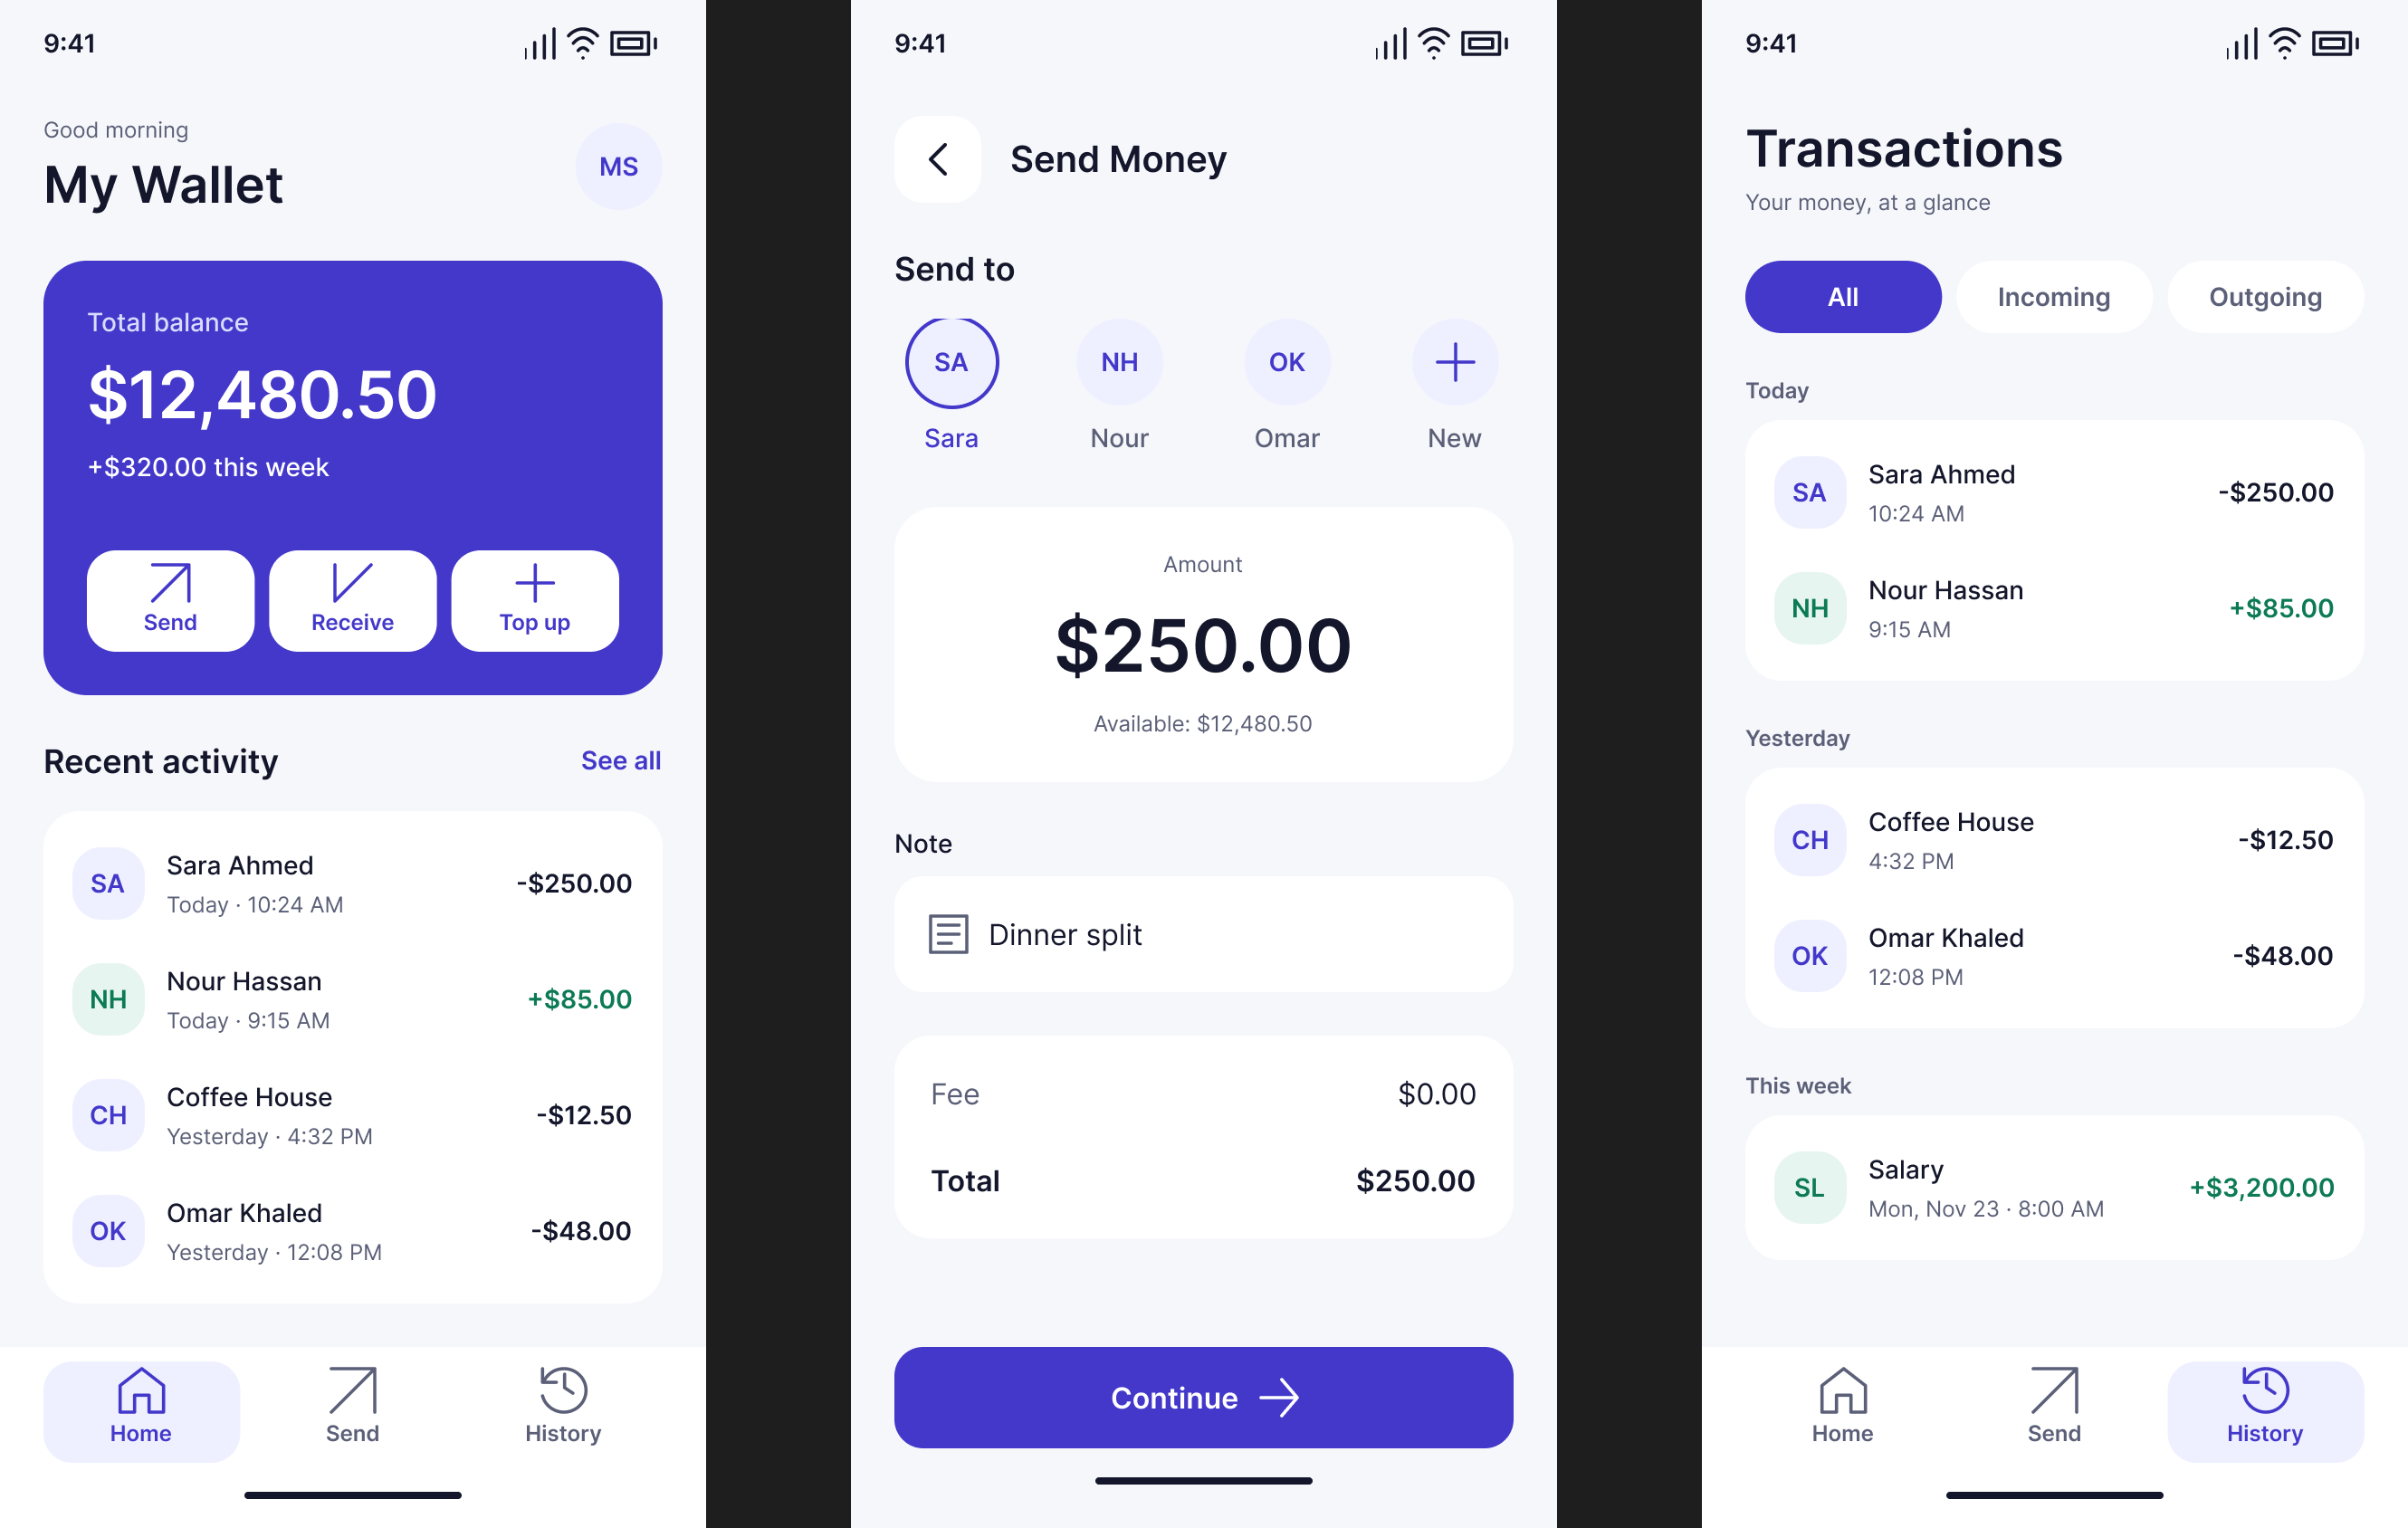 9:41
Good morning
My Wallet
MS
Total balance
$12,480.50
+$320.00 this week
Send
Receive
Top up
Recent activity
See all
SA
Sara Ahmed
Today · 10:24 AM
-$250.00
NH
Nour Hassan
Today · 9:15 AM
+$85.00
CH
Coffee House
Yesterday · 4:32 PM
-$12.50
OK
Omar Khaled
Yesterday · 12:08 PM
-$48.00
Home
Send
History
9:41
Send Money
Send to
SA
NH
OK
Sara
Nour
Omar
New
Amount
$250.00
Available: $12,480.50
Note
Dinner split
Fee
$0.00
Total
$250.00
Continue
9:41
Transactions
Your money, at a glance
All
Incoming
Outgoing
Today
SA
Sara Ahmed
10:24 AM
-$250.00
NH
Nour Hassan
9:15 AM
+$85.00
Yesterday
CH
Coffee House
4:32 PM
-$12.50
OK
Omar Khaled
12:08 PM
-$48.00
This week
SL
Salary
Mon, Nov 23 · 8:00 AM
+$3,200.00
Home
Send
History